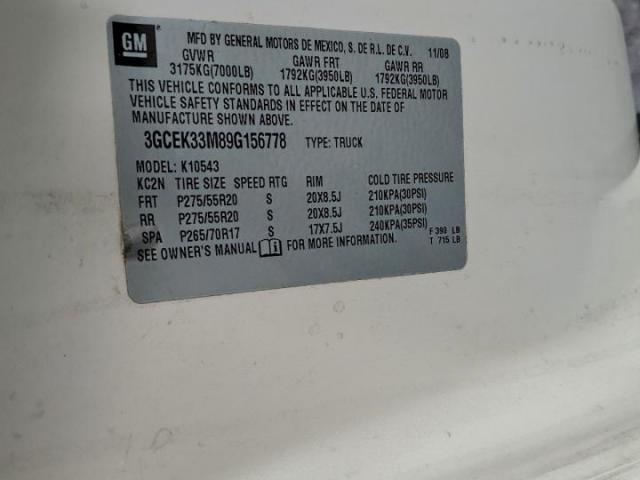 GM
MFD BY GENERAL MOTORS DE MEXICO, S. DE R.L. DE C.V. 11/08
GVWR GAWR FRT GAWR RR
3175KG(7000LB) 1792KG(3950LB) 1792KG(3950LB)
THIS VEHICLE CONFORMS TO ALL APPLICABLE U.S. FEDERAL MOTOR
VEHICLE SAFETY STANDARDS IN EFFECT ON THE DATE OF
MANUFACTURE SHOWN ABOVE.
3GCEK33M89G156778 TYPE: TRUCK
MODEL: K10543
KC2N TIRE SIZE SPEED RTG RIM COLD TIRE PRESSURE
FRT P275/55R20 S 20X8.5J 210KPA(30PSI)
RR P275/55R20 S 20X8.5J 210KPA(30PSI)
SPA P265/70R17 S 17X7.5J 240KPA(35PSI) F 390 LB
SEE OWNER'S MANUAL FOR MORE INFORMATION. T 715 LB